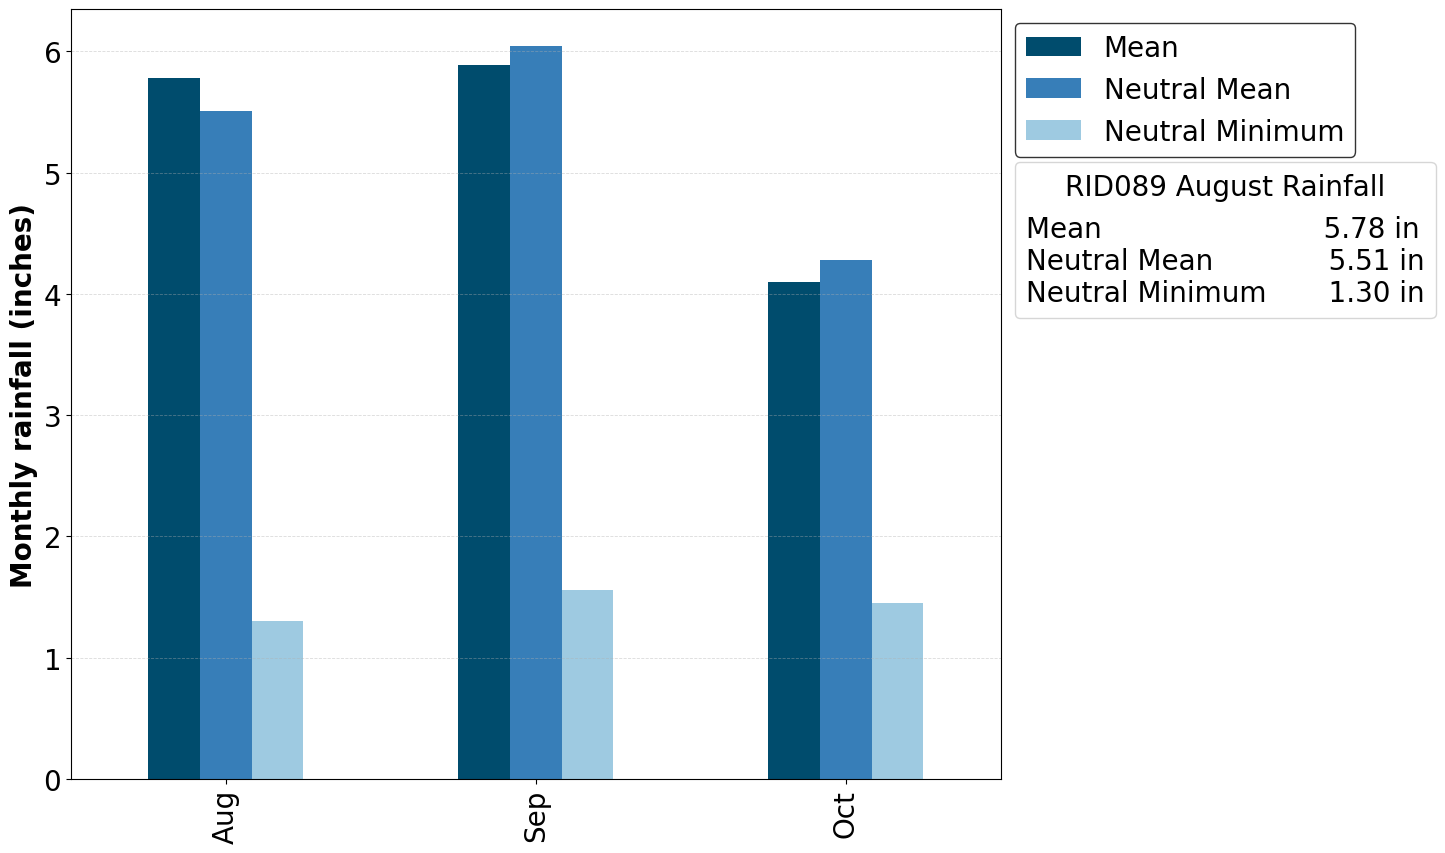 Monthly rainfall (inches)
6
5
4
3
2
1
0
Aug
Sep
Oct
Mean
Neutral Mean
Neutral Minimum
RID089 August Rainfall
Mean 5.78 in
Neutral Mean 5.51 in
Neutral Minimum 1.30 in